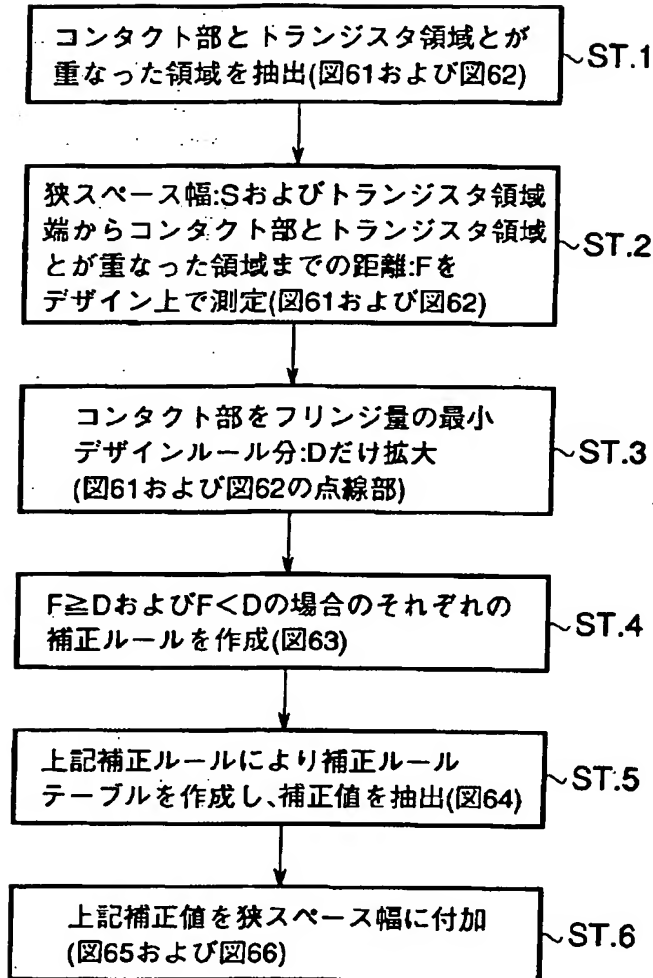 コンタクト部とトランジスタ領域とが
重なった領域を抽出(図61および図62)
ST.1
狭スペース幅:Sおよびトランジスタ領域
端からコンタクト部とトランジスタ領域
とが重なった領域までの距離:Fを
デザイン上で測定(図61および図62)
ST.2
コンタクト部をフリンジ量の最小
デザインルール分:Dだけ拡大
(図61および図62の点線部)
ST.3
F≧DおよびF<Dの場合のそれぞれの
補正ルールを作成(図63)
ST.4
上記補正ルールにより補正ルール
テーブルを作成し、補正値を抽出(図64)
ST.5
上記補正値を狭スペース幅に付加
(図65および図66)
ST.6